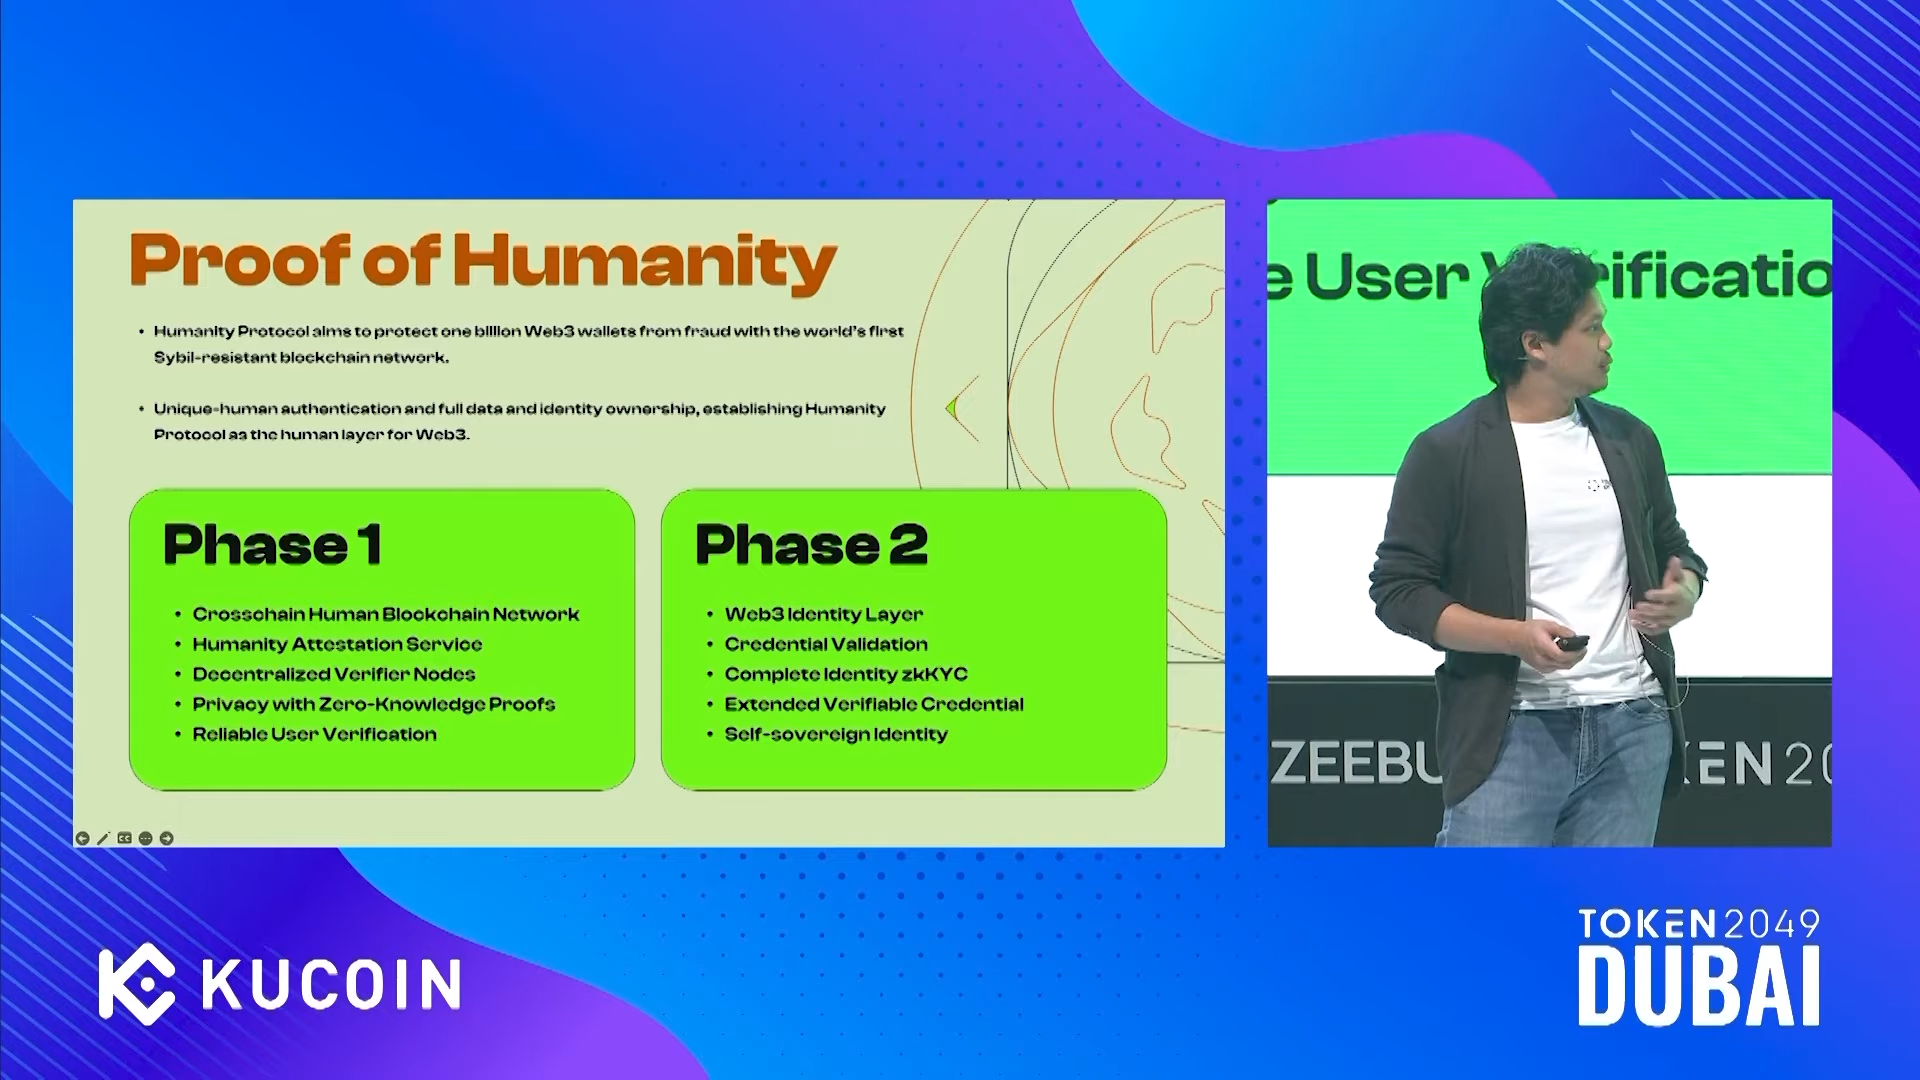 Proof of Humanity
• Humanity Protocol aims to protect one billion Web3 wallets from fraud with the world's first
Sybil-resistant blockchain network.
• Unique-human authentication and full data and identity ownership, establishing Humanity
Protocol as the human layer for Web3.
Phase 1
• Crosschain Human Blockchain Network
• Humanity Attestation Service
• Decentralized Verifier Nodes
• Privacy with Zero-Knowledge Proofs
• Reliable User Verification
Phase 2
• Web3 Identity Layer
• Credential Validation
• Complete Identity zkKYC
• Extended Verifiable Credential
• Self-sovereign Identity
CC
e User V rificatio
ZEEBU KEN 20
KUCOIN
TOKEN2049
DUBAI